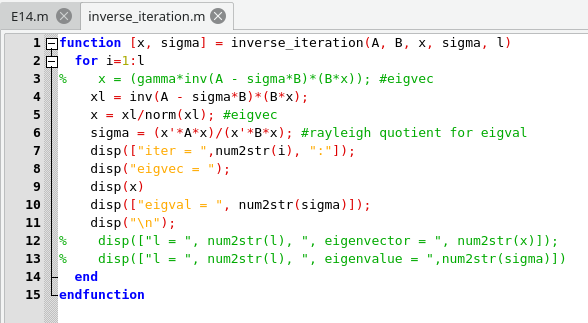 E14.m inverse_iteration.m
1 function [x, sigma] = inverse_iteration(A, B, x, sigma, l)
2 for i=1:l
3 % x = (gamma*inv(A - sigma*B)*(B*x)); #eigvec
4 xl = inv(A - sigma*B)*(B*x);
5 x = xl/norm(xl); #eigvec
6 sigma = (x'*A*x)/(x'*B*x); #rayleigh quotient for eigval
7 disp(["iter = ",num2str(i), ":"]);
8 disp("eigvec = ");
9 disp(x)
10 disp(["eigval = ", num2str(sigma)]);
11 disp("\n");
12 % disp(["l = ", num2str(l), ", eigenvector = ", num2str(x)]);
13 % disp(["l = ", num2str(l), ", eigenvalue = ",num2str(sigma)])
14 end
15 endfunction